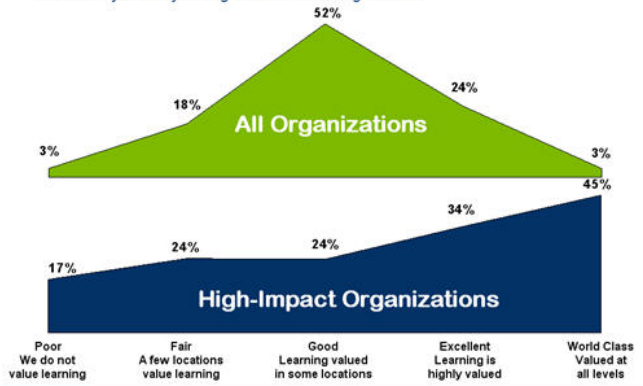 52%
18%
24%
All Organizations
3%
3%
45%
34%
24%
24%
17%
High-Impact Organizations
Poor
We do not
value learning
Fair
A few locations
value learning
Good
Learning valued
in some locations
Excellent
Learning is
highly valued
World Class
Valued at
all levels